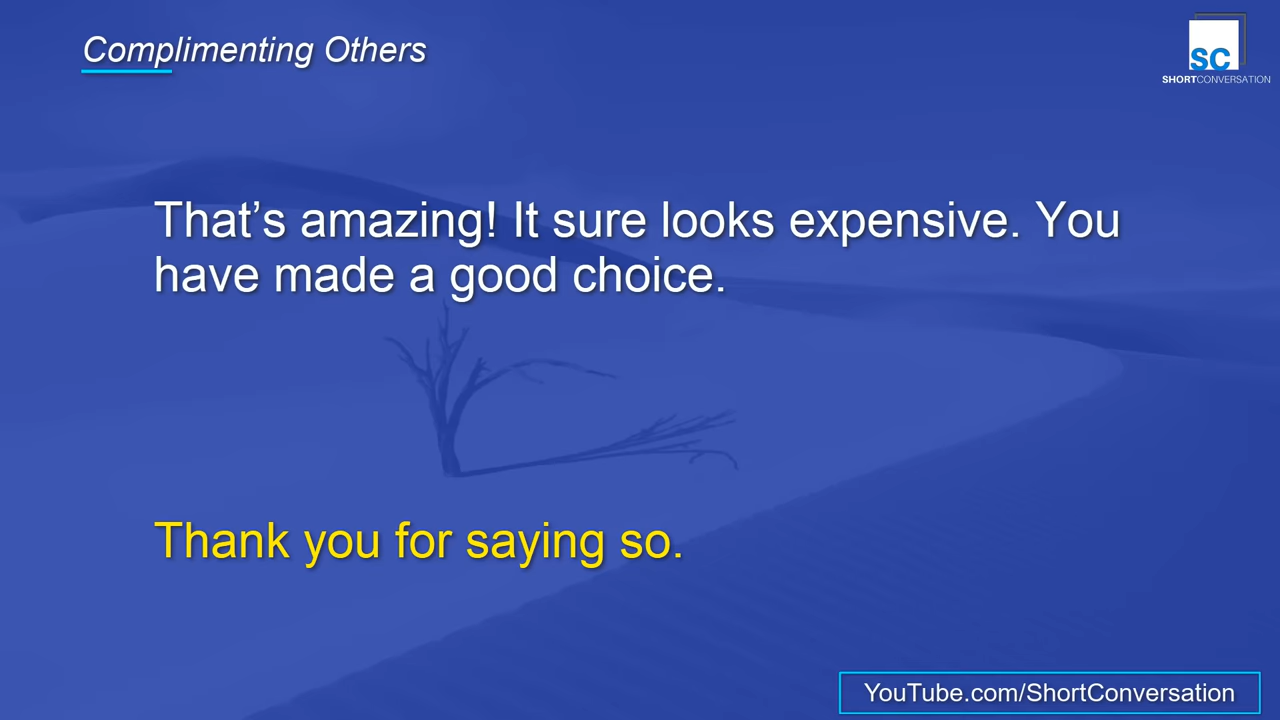 Complimenting Others
SC
SHORTCONVERSATION
That’s amazing! It sure looks expensive. You
have made a good choice.
Thank you for saying so.
YouTube.com/ShortConversation